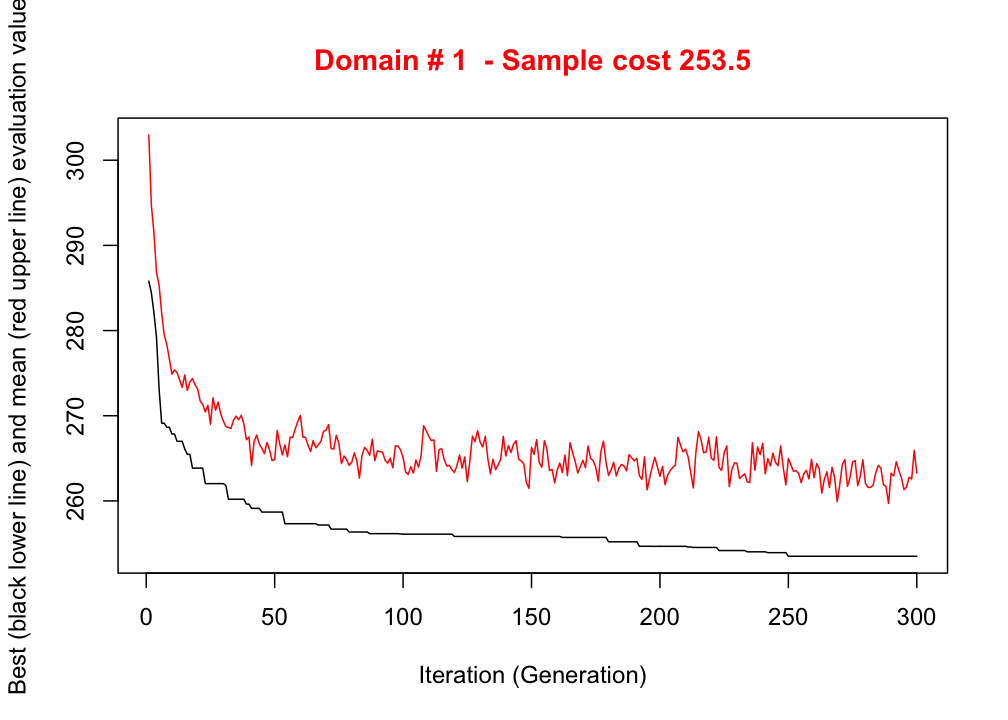 Domain # 1  - Sample cost 253.5
Best (black lower line) and mean (red upper line) evaluation value
300
290
280
270
260
0 50 100 150 200 250 300
Iteration (Generation)